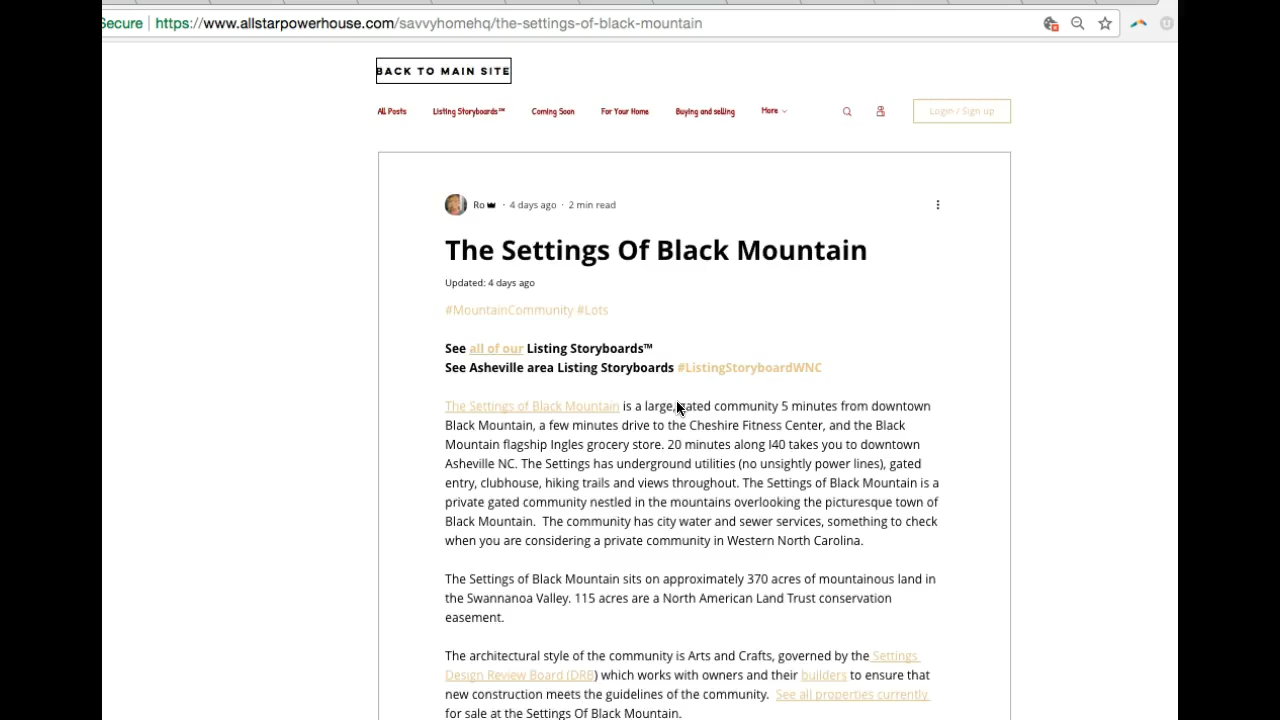 Secure | https://www.allstarpowerhouse.com/savvyhomehq/the-settings-of-black-mountain
BACK TO MAIN SITE
All Posts Listing Storyboards™ Coming Soon For Your Home Buying and selling More Login / Sign up
Ro · 4 days ago · 2 min read
The Settings Of Black Mountain
Updated: 4 days ago
#MountainCommunity #Lots
See all of our Listing Storyboards™
See Asheville area Listing Storyboards #ListingStoryboardWNC
The Settings of Black Mountain is a large, gated community 5 minutes from downtown
Black Mountain, a few minutes drive to the Cheshire Fitness Center, and the Black
Mountain flagship Ingles grocery store. 20 minutes along I40 takes you to downtown
Asheville NC. The Settings has underground utilities (no unsightly power lines), gated
entry, clubhouse, hiking trails and views throughout. The Settings of Black Mountain is a
private gated community nestled in the mountains overlooking the picturesque town of
Black Mountain.  The community has city water and sewer services, something to check
when you are considering a private community in Western North Carolina.
The Settings of Black Mountain sits on approximately 370 acres of mountainous land in
the Swannanoa Valley. 115 acres are a North American Land Trust conservation
easement.
The architectural style of the community is Arts and Crafts, governed by the Settings
Design Review Board (DRB) which works with owners and their builders to ensure that
new construction meets the guidelines of the community.  See all properties currently
for sale at the Settings Of Black Mountain.